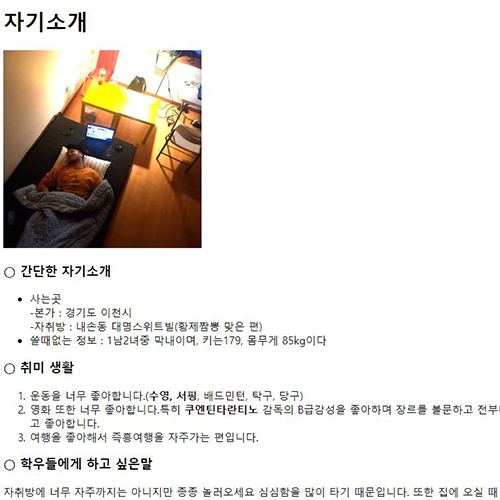 자기소개
○ 간단한 자기소개
• 사는곳
-본가 : 경기도 이천시
-자취방 : 내손동 대명스위트빌(황제짬뽕 맞은 편)
• 쓸때없는 정보 : 1남2녀중 막내이며, 키는179, 몸무게 85kg이다
○ 취미 생활
1. 운동을 너무 좋아합니다.(수영, 서핑, 배드민턴, 탁구, 당구)
2. 영화 또한 너무 좋아합니다.특히 쿠엔틴타란티노 감독의 B급감성을 좋아하며 장르를 불문하고 전부
고 좋아합니다.
3. 여행을 좋아해서 즉흥여행을 자주가는 편입니다.
○ 학우들에게 하고 싶은말
자취방에 너무 자주까지는 아니지만 종종 놀러오세요 심심함을 많이 타기 때문입니다. 또한 집에 오실 때